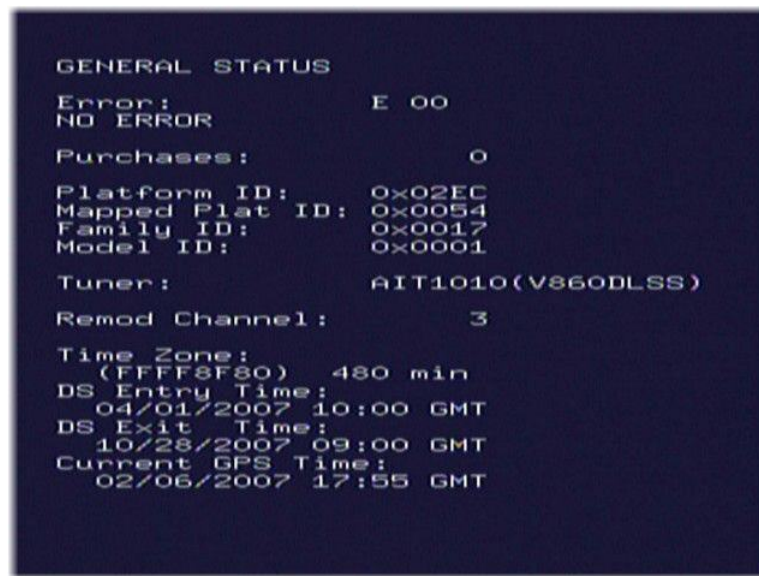 GENERAL STATUS
Error: E 00
NO ERROR
Purchases: 0
Platform ID: 0x02EC
Mapped Plat ID: 0x0054
Family ID: 0x0017
Model ID: 0x0001
Tuner: AIT1010(V860DLSS)
Remod Channel: 3
Time Zone:
(FFFF8F80) 480 min
DS Entry Time:
04/01/2007 10:00 GMT
DS Exit Time:
10/28/2007 09:00 GMT
Current GPS Time:
02/06/2007 17:55 GMT